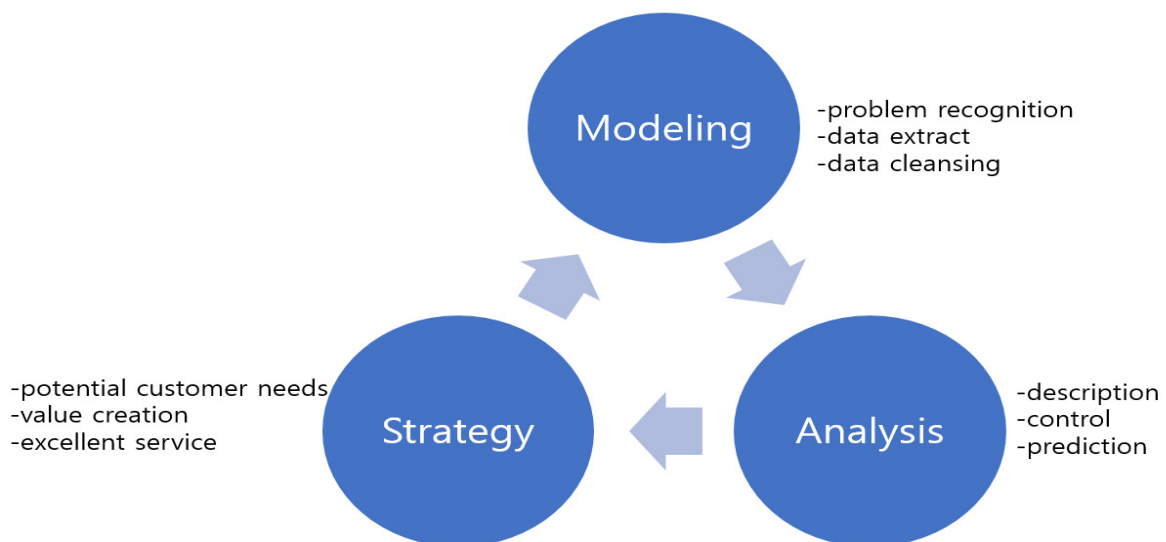 Modeling
-problem recognition
-data extract
-data cleansing
-potential customer needs
-value creation
-excellent service
Strategy
Analysis
-description
-control
-prediction